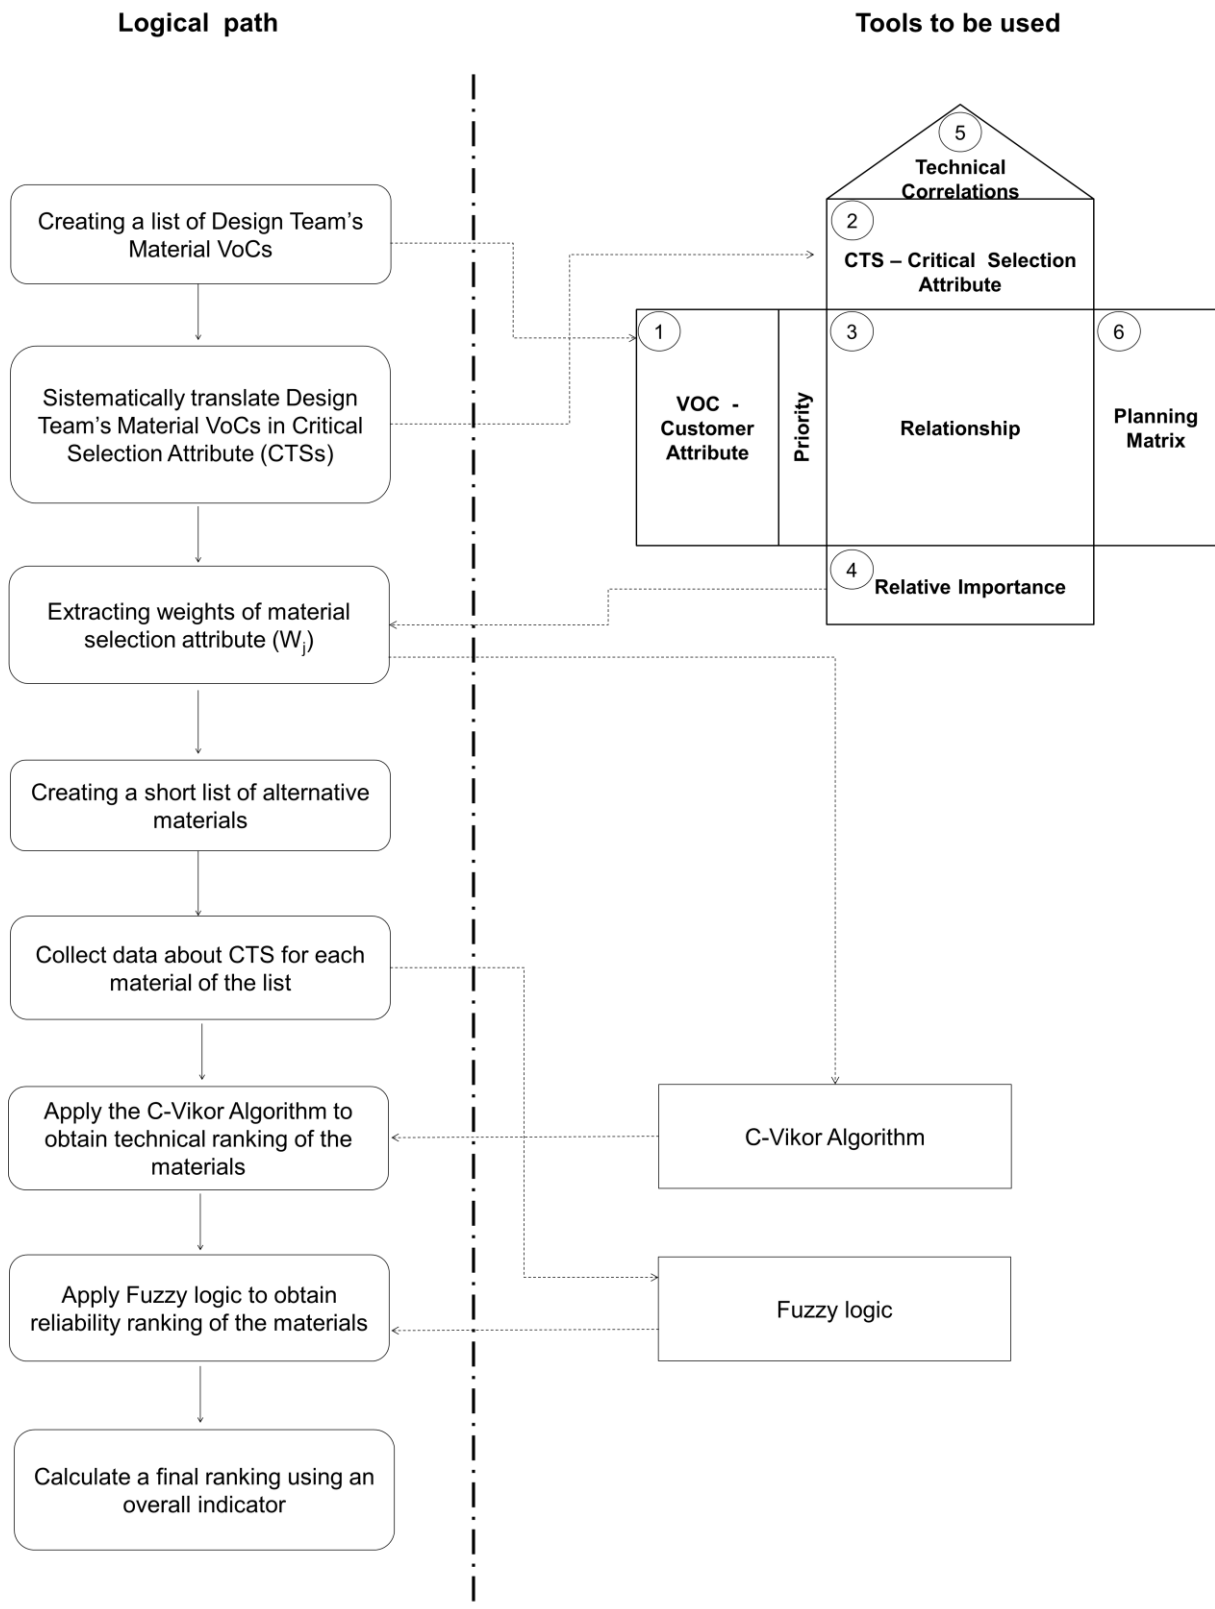 Logical path
Tools to be used
Creating a list of Design Team's
Material VoCs
Sistematically translate Design
Team's Material VOCs in Critical
Selection Attribute (CTSs)
Extracting weights of material
selection attribute (Wj)
Creating a short list of alternative
materials
Collect data about CTS for each
material of the list
Apply the C-Vikor Algorithm to
obtain technical ranking of the
materials
Apply Fuzzy logic to obtain
reliability ranking of the materials
Calculate a final ranking using an
overall indicator
5
Technical
Correlations
2
CTS – Critical Selection
Attribute
1
VOC -
Customer
Attribute
Priority
3
Relationship
6
Planning
Matrix
4
Relative Importance
C-Vikor Algorithm
Fuzzy logic